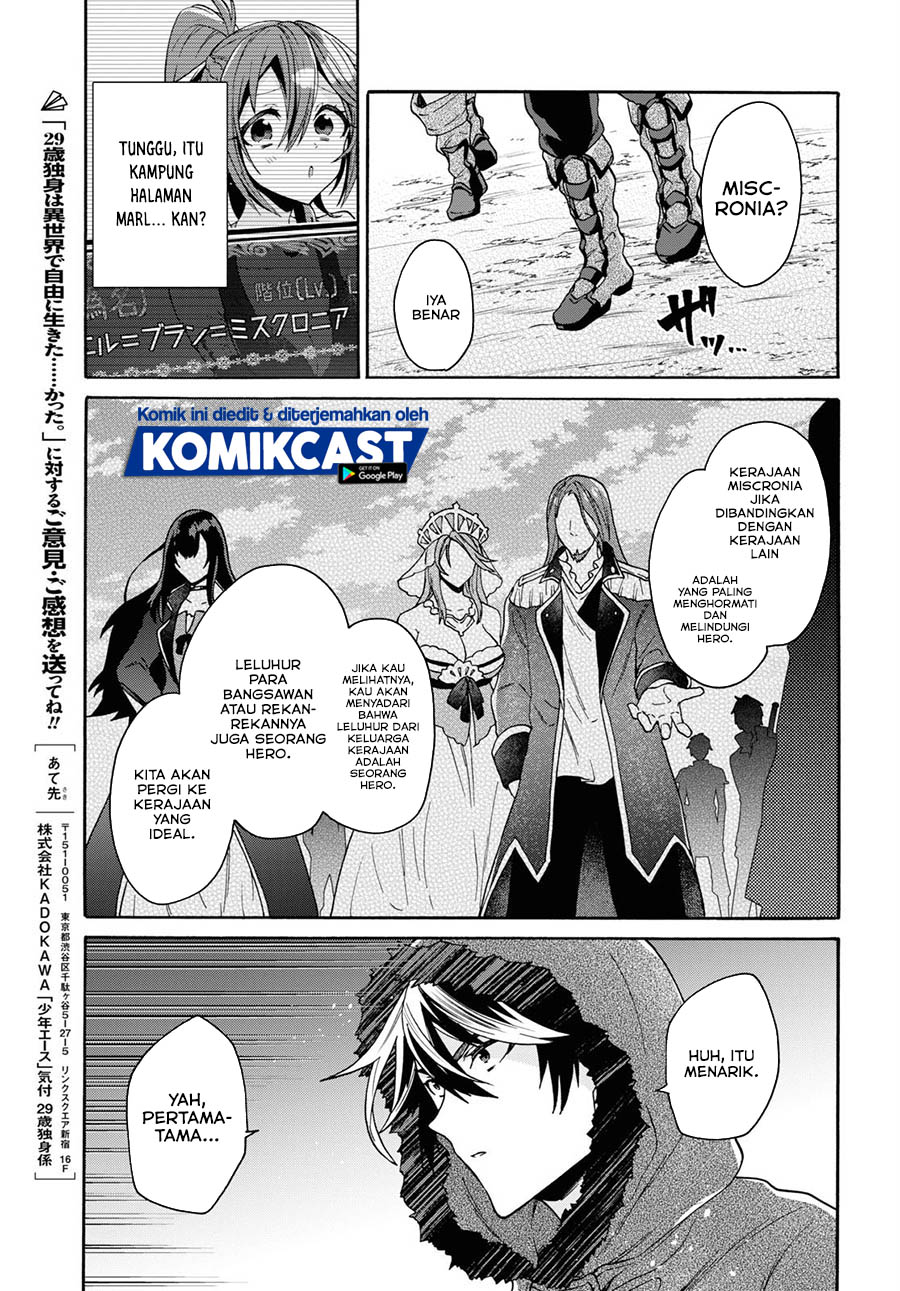 MISC-
RONIA?
IYA
BENAR
ザッ…
TUNGGU, ITU
KAMPUNG
HALAMAN
MARL... KAN?
階位(Lv.)
エル=ブラン=ミスクロニア
Komik ini diedit & diterjemahkan oleh
KOMIKCAST
GET IT ON
Google Play
KERAJAAN
MISCRONIA
JIKA
DIBANDINGKAN
DENGAN
KERAJAAN
LAIN
ADALAH
YANG PALING
MENGHORMATI
DAN
MELINDUNGI
HERO.
JIKA KAU
MELIHATNYA,
KAU AKAN
MENYADARI
BAHWA
LELUHUR DARI
KELUARGA
KERAJAAN
ADALAH
SEORANG
HERO.
LELUHUR
PARA
BANGSAWAN
ATAU REKAN-
REKANNYA
JUGA SEORANG
HERO.
KITA AKAN
PERGI KE
KERAJAAN
YANG
IDEAL.
HUH, ITU
MENARIK.
YAH,
PERTAMA-
TAMA...
「29歳独身は異世界で自由に生きた……かった。」に対するご意見・ご感想を送ってね!!
あて先
さき
〒151-0051 東京都渋谷区千駄ヶ谷5-27-5 リンクスクエア新宿 16F
株式会社KADOKAWA「少年エース」気付 29歳独身係